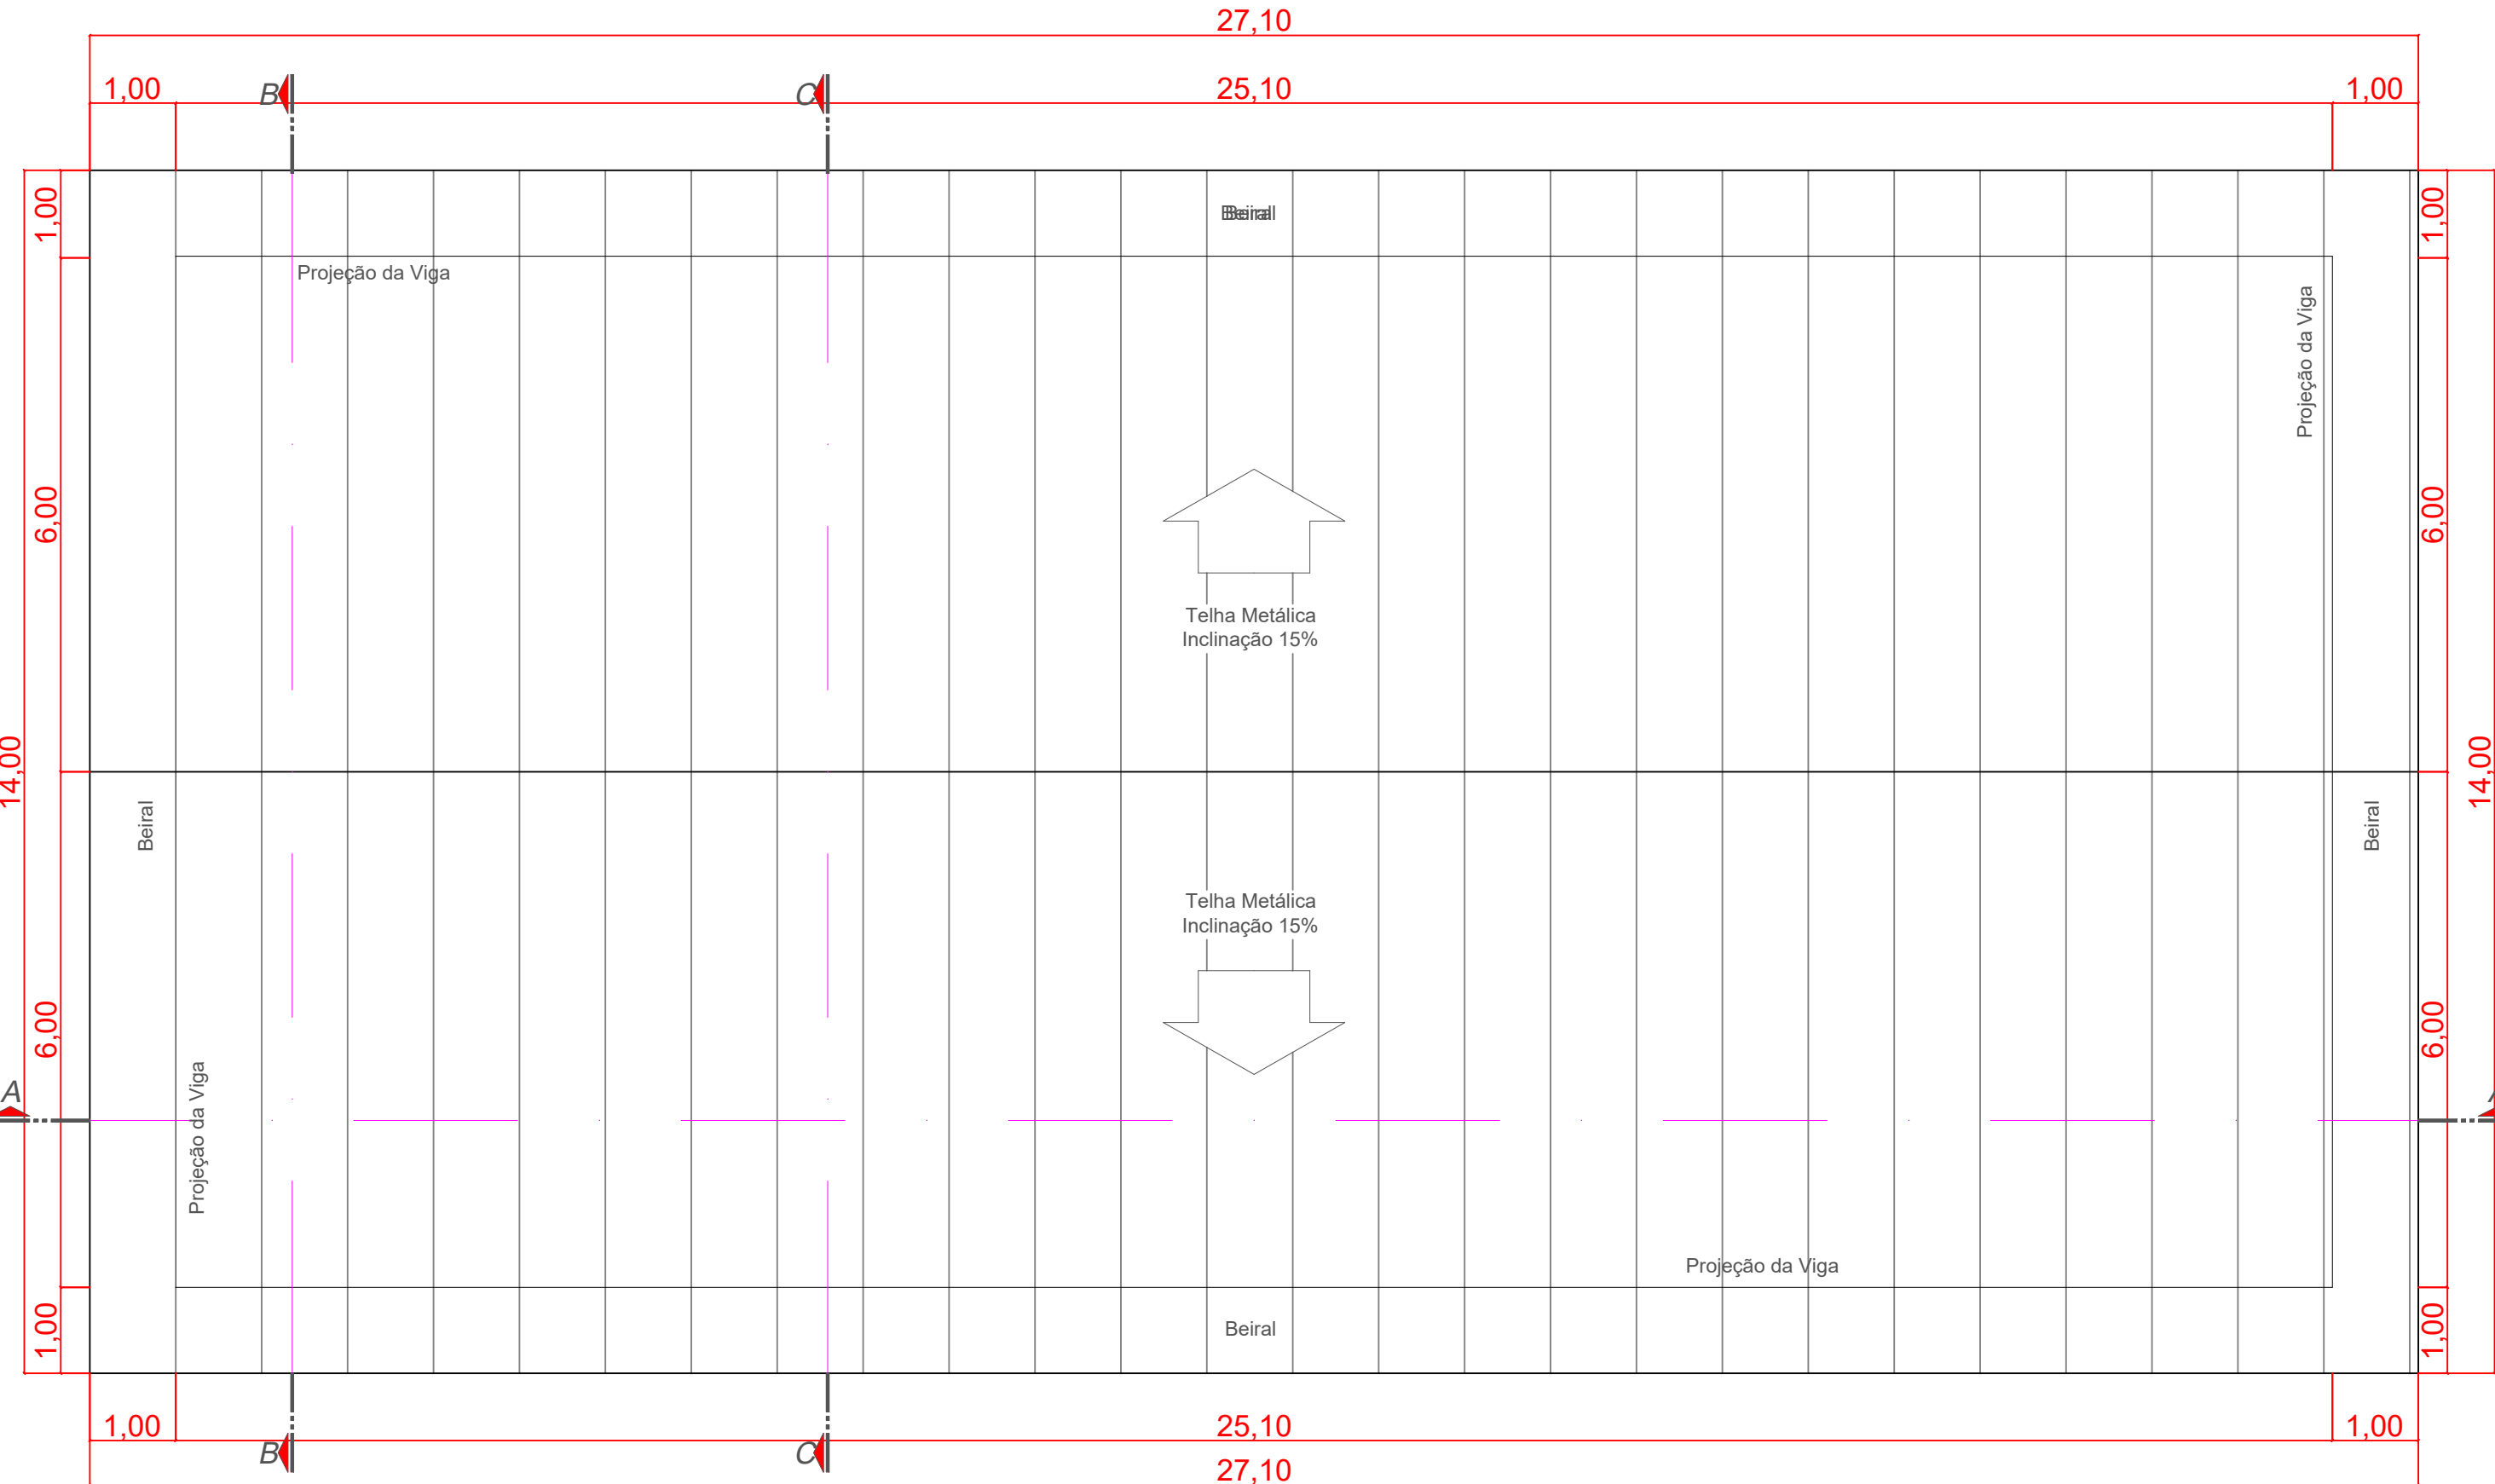 27,10
1,00
B
C
25,10
1,00
1,00
1,00
Beiral
Beiral
Projeção da Viga
Projeção da Viga
6,00
6,00
Telha Metálica
Inclinação 15%
14,00
14,00
Beiral
Beiral
Telha Metálica
Inclinação 15%
6,00
6,00
A
Projeção da Viga
Projeção da Viga
1,00
1,00
Beiral
1,00
25,10
1,00
B
C
27,10